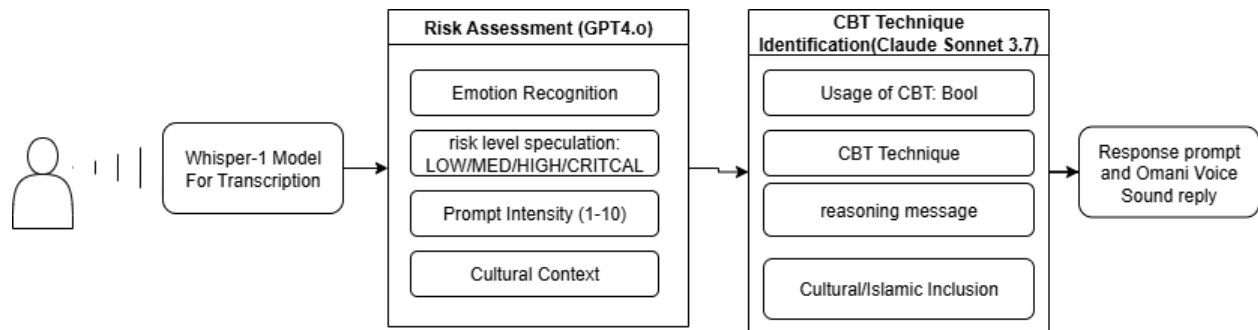 Whisper-1 Model
For Transcription
Risk Assessment (GPT4.o)
Emotion Recognition
risk level speculation:
LOW/MED/HIGH/CRITCAL
Prompt Intensity (1-10)
Cultural Context
CBT Technique
Identification(Claude Sonnet 3.7)
Usage of CBT: Bool
CBT Technique
reasoning message
Cultural/Islamic Inclusion
Response prompt
and Omani Voice
Sound reply